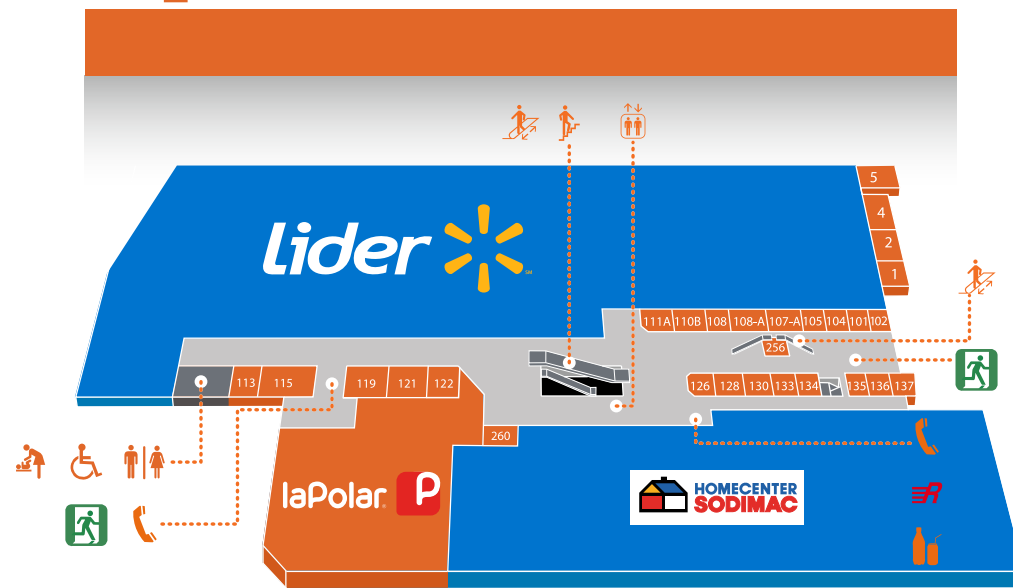 5
4
2
1
lider
SM
111A 110B 108 108-A 107-A 105 104 101 102
256
113 115 119 121 122
126 128 130 133 134 135 136 137
260
laPolar P
HOMECENTER
SODIMAC
R